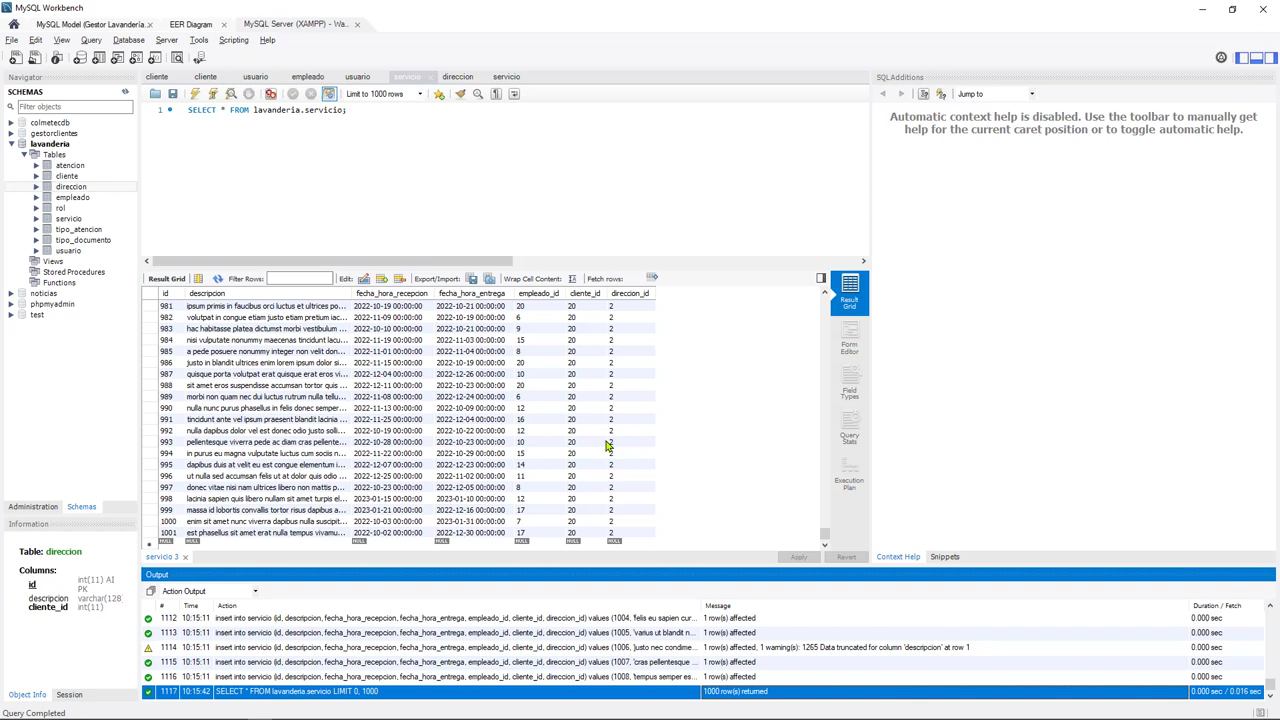 MySQL Workbench
MySQL Model (Gestor Lavandería... × EER Diagram × MySQL Server (XAMPP) - Wa... ×
File Edit View Query Database Server Tools Scripting Help
Navigator
SCHEMAS
Filter objects
colmetecdb
gestorclientes
lavanderia
Tables
atencion
cliente
direccion
empleado
rol
servicio
tipo_atencion
tipo_documento
usuario
Views
Stored Procedures
Functions
noticias
phpmyadmin
test
Administration Schemas
Information
Table: direccion
Columns:
id int(11) AI
PK
descripcion varchar(128
cliente_id int(11)
Object Info Session
Query Completed
cliente cliente usuario empleado usuario servicio direccion servicio
Limit to 1000 rows
1 SELECT * FROM lavanderia.servicio;
Result Grid Filter Rows: Edit: Export/Import: Wrap Cell Content: Fetch rows:
id descripcion fecha_hora_recepcion fecha_hora_entrega empleado_id cliente_id direccion_id
981 ipsum primis in faucibus orci luctus et ultrices po... 2022-10-19 00:00:00 2022-10-21 00:00:00 20 20 2
982 volutpat in congue etiam justo etiam pretium iac... 2022-11-09 00:00:00 2022-10-19 00:00:00 6 20 2
983 hac habitasse platea dictumst morbi vestibulum ... 2022-10-10 00:00:00 2022-10-21 00:00:00 9 20 2
984 nisi vulputate nonummy maecenas tincidunt lacu... 2022-11-19 00:00:00 2022-11-03 00:00:00 15 20 2
985 a pede posuere nonummy integer non velit don... 2022-11-01 00:00:00 2022-11-04 00:00:00 8 20 2
986 justo in blandit ultrices enim lorem ipsum dolor si... 2022-11-15 00:00:00 2022-10-19 00:00:00 20 20 2
987 quisque porta volutpat erat quisque erat eros vi... 2022-12-04 00:00:00 2022-12-26 00:00:00 10 20 2
988 sit amet eros suspendisse accumsan tortor quis ... 2022-12-11 00:00:00 2022-10-23 00:00:00 20 20 2
989 morbi non quam nec dui luctus rutrum nulla tellu... 2022-11-08 00:00:00 2022-12-24 00:00:00 6 20 2
990 nulla nunc purus phasellus in felis donec semper... 2022-11-13 00:00:00 2022-10-09 00:00:00 12 20 2
991 tincidunt ante vel ipsum praesent blandit lacinia ... 2022-11-25 00:00:00 2022-12-04 00:00:00 16 20 2
992 nulla nisl nunc nisl 2022-10-22 00:00:00 2022-10-20 00:00:00 12 20 2
993 pellentesque viverra pede ac diam cras pellente... 2022-10-28 00:00:00 2022-10-23 00:00:00 10 20 2
994 in purus eu magna vulputate luctus cum sociis n... 2022-11-22 00:00:00 2022-10-29 00:00:00 15 20 2
995 dapibus duis at velit eu est congue elementum i... 2022-12-07 00:00:00 2022-12-23 00:00:00 14 20 2
996 ut nulla sed accumsan felis ut at dolor quis odio ... 2022-12-25 00:00:00 2022-11-02 00:00:00 11 20 2
997 donec vitae nisi nam ultrices libero non mattis p... 2022-10-23 00:00:00 2022-12-05 00:00:00 8 20 2
998 lacinia sapien quis libero nullam sit amet turpis el... 2023-01-15 00:00:00 2023-01-10 00:00:00 12 20 2
999 massa id lobortis convallis tortor risus dapibus a... 2023-01-21 00:00:00 2022-12-16 00:00:00 17 20 2
1000 enim sit amet nunc viverra dapibus nulla suscipit... 2022-10-03 00:00:00 2023-01-31 00:00:00 7 20 2
1001 est phasellus sit amet erat nulla tempus vivamu... 2022-10-02 00:00:00 2022-12-30 00:00:00 17 20 2
NULL NULL NULL NULL NULL NULL NULL
servicio 3 × Apply Revert
Result Grid
Form Editor
Field Types
Query Stats
Execution Plan
SQLAdditions
Jump to
Automatic context help is disabled. Use the toolbar to manually get
help for the current caret position or to toggle automatic help.
Context Help Snippets
Output
Action Output
# Time Action Message Duration / Fetch
1112 10:15:11 insert into servicio (id, descripcion, fecha_hora_recepcion, fecha_hora_entrega, empleado_id, cliente_id, direccion_id) values (1004, 'felis eu sapien cur... 1 row(s) affected 0.000 sec
1113 10:15:11 insert into servicio (id, descripcion, fecha_hora_recepcion, fecha_hora_entrega, empleado_id, cliente_id, direccion_id) values (1005, 'varius ut blandit n... 1 row(s) affected 0.000 sec
1114 10:15:11 insert into servicio (id, descripcion, fecha_hora_recepcion, fecha_hora_entrega, empleado_id, cliente_id, direccion_id) values (1006, 'justo nec condime... 1 row(s) affected, 1 warning(s): 1265 Data truncated for column 'descripcion' at row 1 0.000 sec
1115 10:15:11 insert into servicio (id, descripcion, fecha_hora_recepcion, fecha_hora_entrega, empleado_id, cliente_id, direccion_id) values (1007, 'cras pellentesque ... 1 row(s) affected 0.000 sec
1116 10:15:11 insert into servicio (id, descripcion, fecha_hora_recepcion, fecha_hora_entrega, empleado_id, cliente_id, direccion_id) values (1008, 'tempus semper es... 1 row(s) affected 0.000 sec
1117 10:15:42 SELECT * FROM lavanderia.servicio LIMIT 0, 1000 1000 row(s) returned 0.000 sec / 0.016 sec